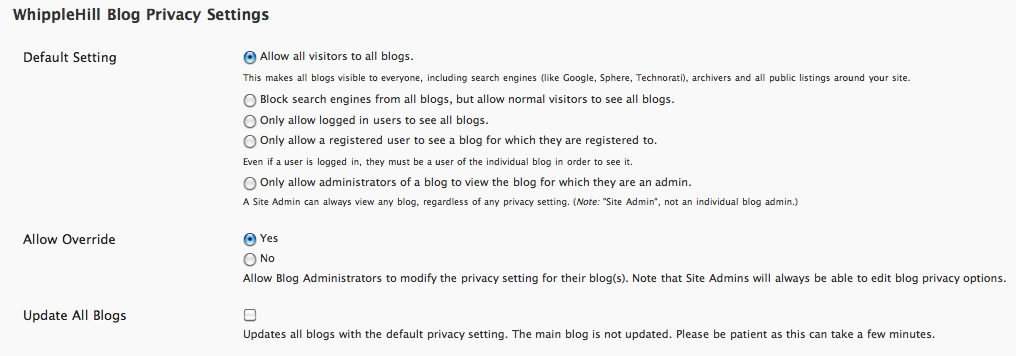 WhippleHill Blog Privacy Settings
Default Setting
Allow all visitors to all blogs.
This makes all blogs visible to everyone, including search engines (like Google, Sphere, Technorati), archivers and all public listings around your site.
Block search engines from all blogs, but allow normal visitors to see all blogs.
Only allow logged in users to see all blogs.
Only allow a registered user to see a blog for which they are registered to.
Even if a user is logged in, they must be a user of the individual blog in order to see it.
Only allow administrators of a blog to view the blog for which they are an admin.
A Site Admin can always view any blog, regardless of any privacy setting. (Note: "Site Admin", not an individual blog admin.)
Allow Override
Yes
No
Allow Blog Administrators to modify the privacy setting for their blog(s). Note that Site Admins will always be able to edit blog privacy options.
Update All Blogs
Updates all blogs with the default privacy setting. The main blog is not updated. Please be patient as this can take a few minutes.